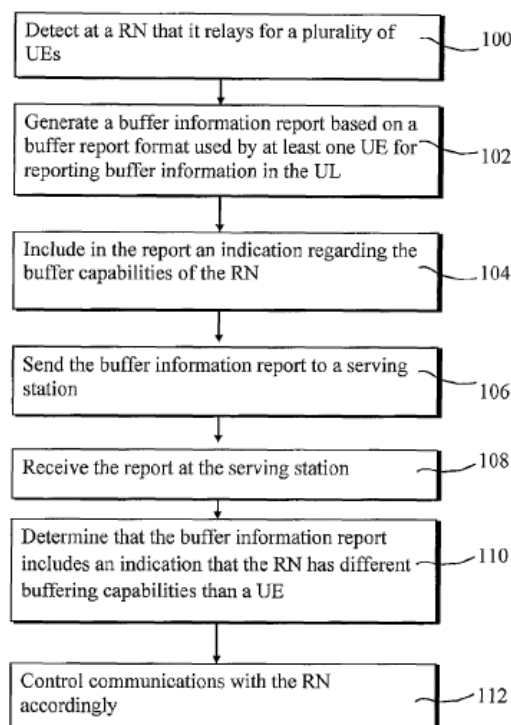 Detect at a RN that it relays for a plurality of
UEs
100
Generate a buffer information report based on a
buffer report format used by at least one UE for
reporting buffer information in the UL
102
Include in the report an indication regarding the
buffer capabilities of the RN
104
Send the buffer information report to a serving
station
106
Receive the report at the serving station
108
Determine that the buffer information report
includes an indication that the RN has different
buffering capabilities than a UE
110
Control communications with the RN
accordingly
112